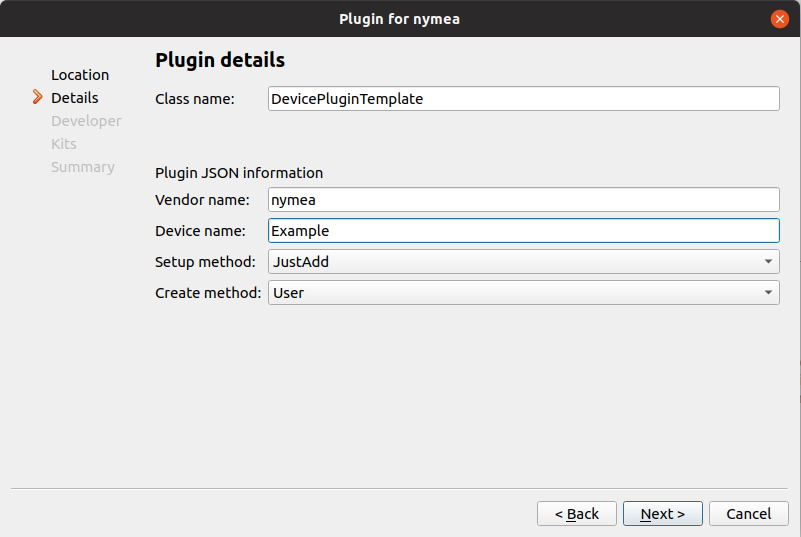 Plugin for nymea
Location
Details
Developer
Kits
Summary
Plugin details
Class name: DevicePluginTemplate
Plugin JSON information
Vendor name: nymea
Device name: Example
Setup method: JustAdd
Create method: User
< Back Next > Cancel